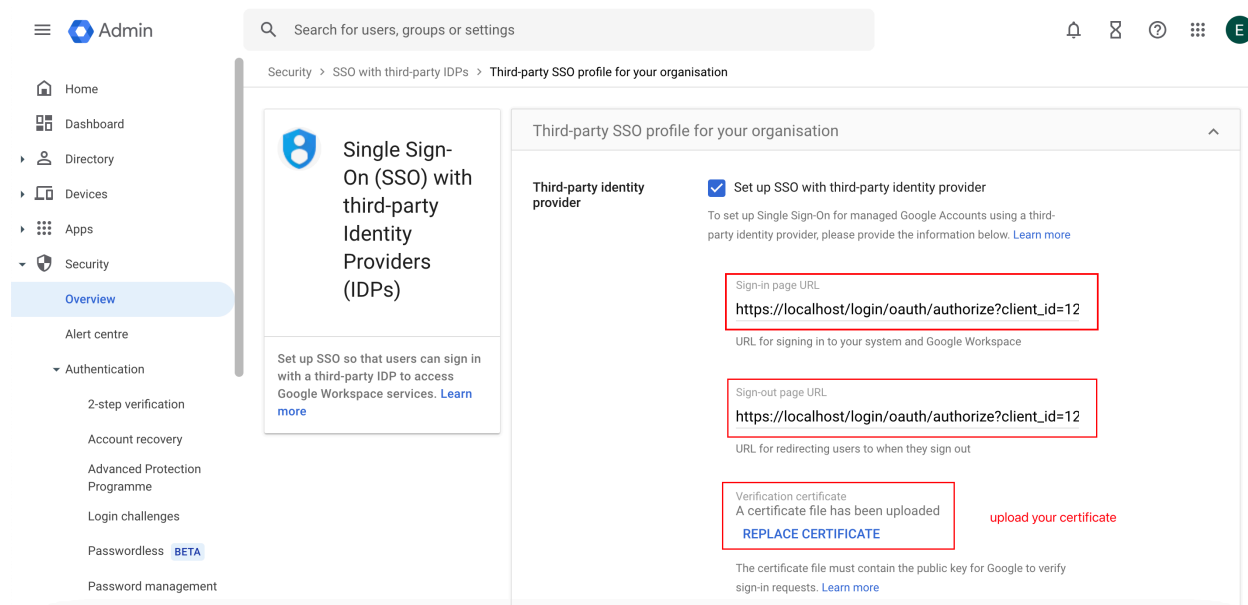 Admin
Search for users, groups or settings
E
Home
Dashboard
Directory
Devices
Apps
Security
Overview
Alert centre
Authentication
2-step verification
Account recovery
Advanced Protection
Programme
Login challenges
Passwordless BETA
Password management
Security > SSO with third-party IDPs > Third-party SSO profile for your organisation
Single Sign-
On (SSO) with
third-party
Identity
Providers
(IDPs)
Set up SSO so that users can sign in
with a third-party IDP to access
Google Workspace services. Learn
more
Third-party SSO profile for your organisation
Third-party identity
provider
Set up SSO with third-party identity provider
To set up Single Sign-On for managed Google Accounts using a third-
party identity provider, please provide the information below. Learn more
Sign-in page URL
https://localhost/login/oauth/authorize?client_id=12
URL for signing in to your system and Google Workspace
Sign-out page URL
https://localhost/login/oauth/authorize?client_id=12
URL for redirecting users to when they sign out
Verification certificate
A certificate file has been uploaded
REPLACE CERTIFICATE
upload your certificate
The certificate file must contain the public key for Google to verify
sign-in requests. Learn more